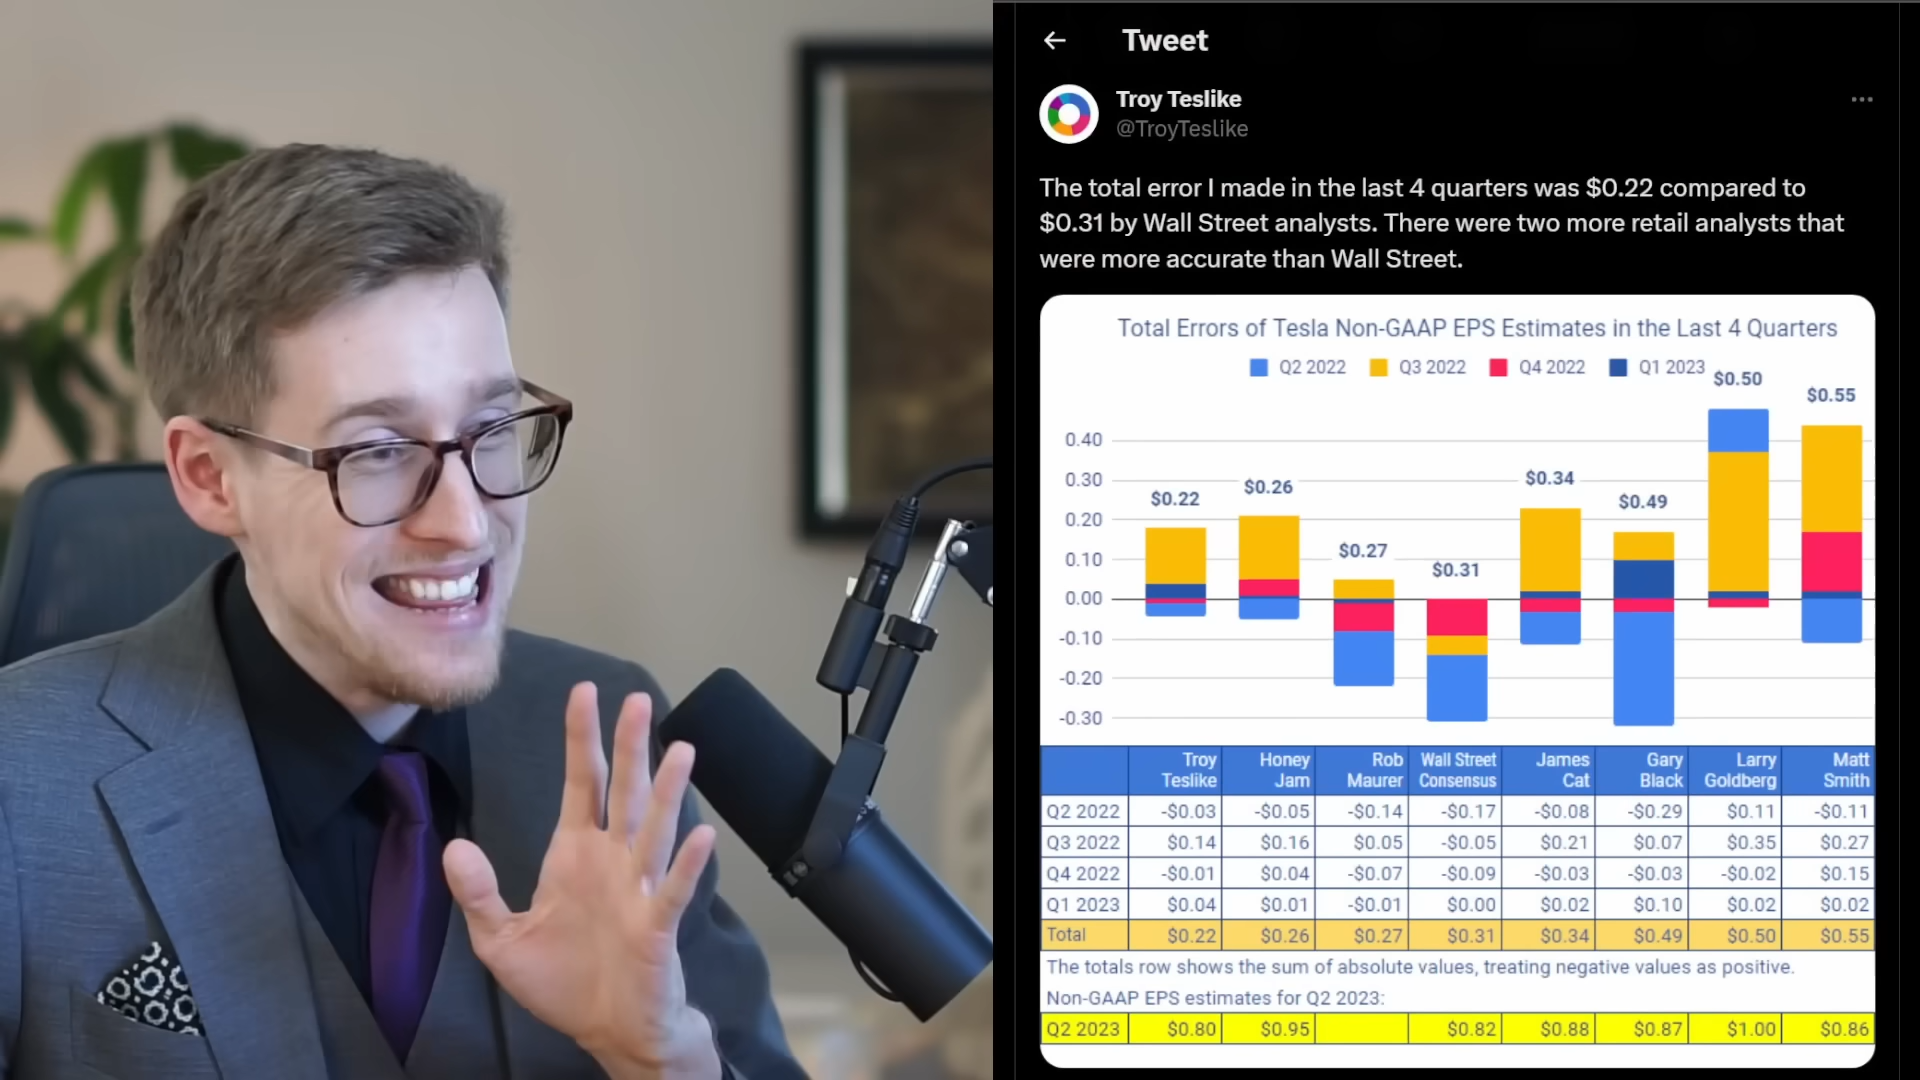 Tweet
Troy Teslike
@TroyTeslike
The total error I made in the last 4 quarters was $0.22 compared to
$0.31 by Wall Street analysts. There were two more retail analysts that
were more accurate than Wall Street.
Total Errors of Tesla Non-GAAP EPS Estimates in the Last 4 Quarters
Q2 2022 Q3 2022 Q4 2022 Q1 2023
$0.22 $0.26 $0.27 $0.31 $0.34 $0.49 $0.50 $0.55
0.40
0.30
0.20
0.10
0.00
-0.10
-0.20
-0.30
Troy Teslike Honey Jam Rob Maurer Wall Street Consensus James Cat Gary Black Larry Goldberg Matt Smith
Q2 2022 -$0.03 -$0.05 -$0.14 -$0.17 -$0.08 -$0.29 $0.11 -$0.11
Q3 2022 $0.14 $0.16 $0.05 -$0.05 $0.21 $0.07 $0.35 $0.27
Q4 2022 -$0.01 $0.04 -$0.07 -$0.09 -$0.03 -$0.03 -$0.02 $0.15
Q1 2023 $0.04 $0.01 -$0.01 $0.00 $0.02 $0.10 $0.02 $0.02
Total $0.22 $0.26 $0.27 $0.31 $0.34 $0.49 $0.50 $0.55
The totals row shows the sum of absolute values, treating negative values as positive.
Non-GAAP EPS estimates for Q2 2023:
Q2 2023 $0.80 $0.95 $0.82 $0.88 $0.87 $1.00 $0.86